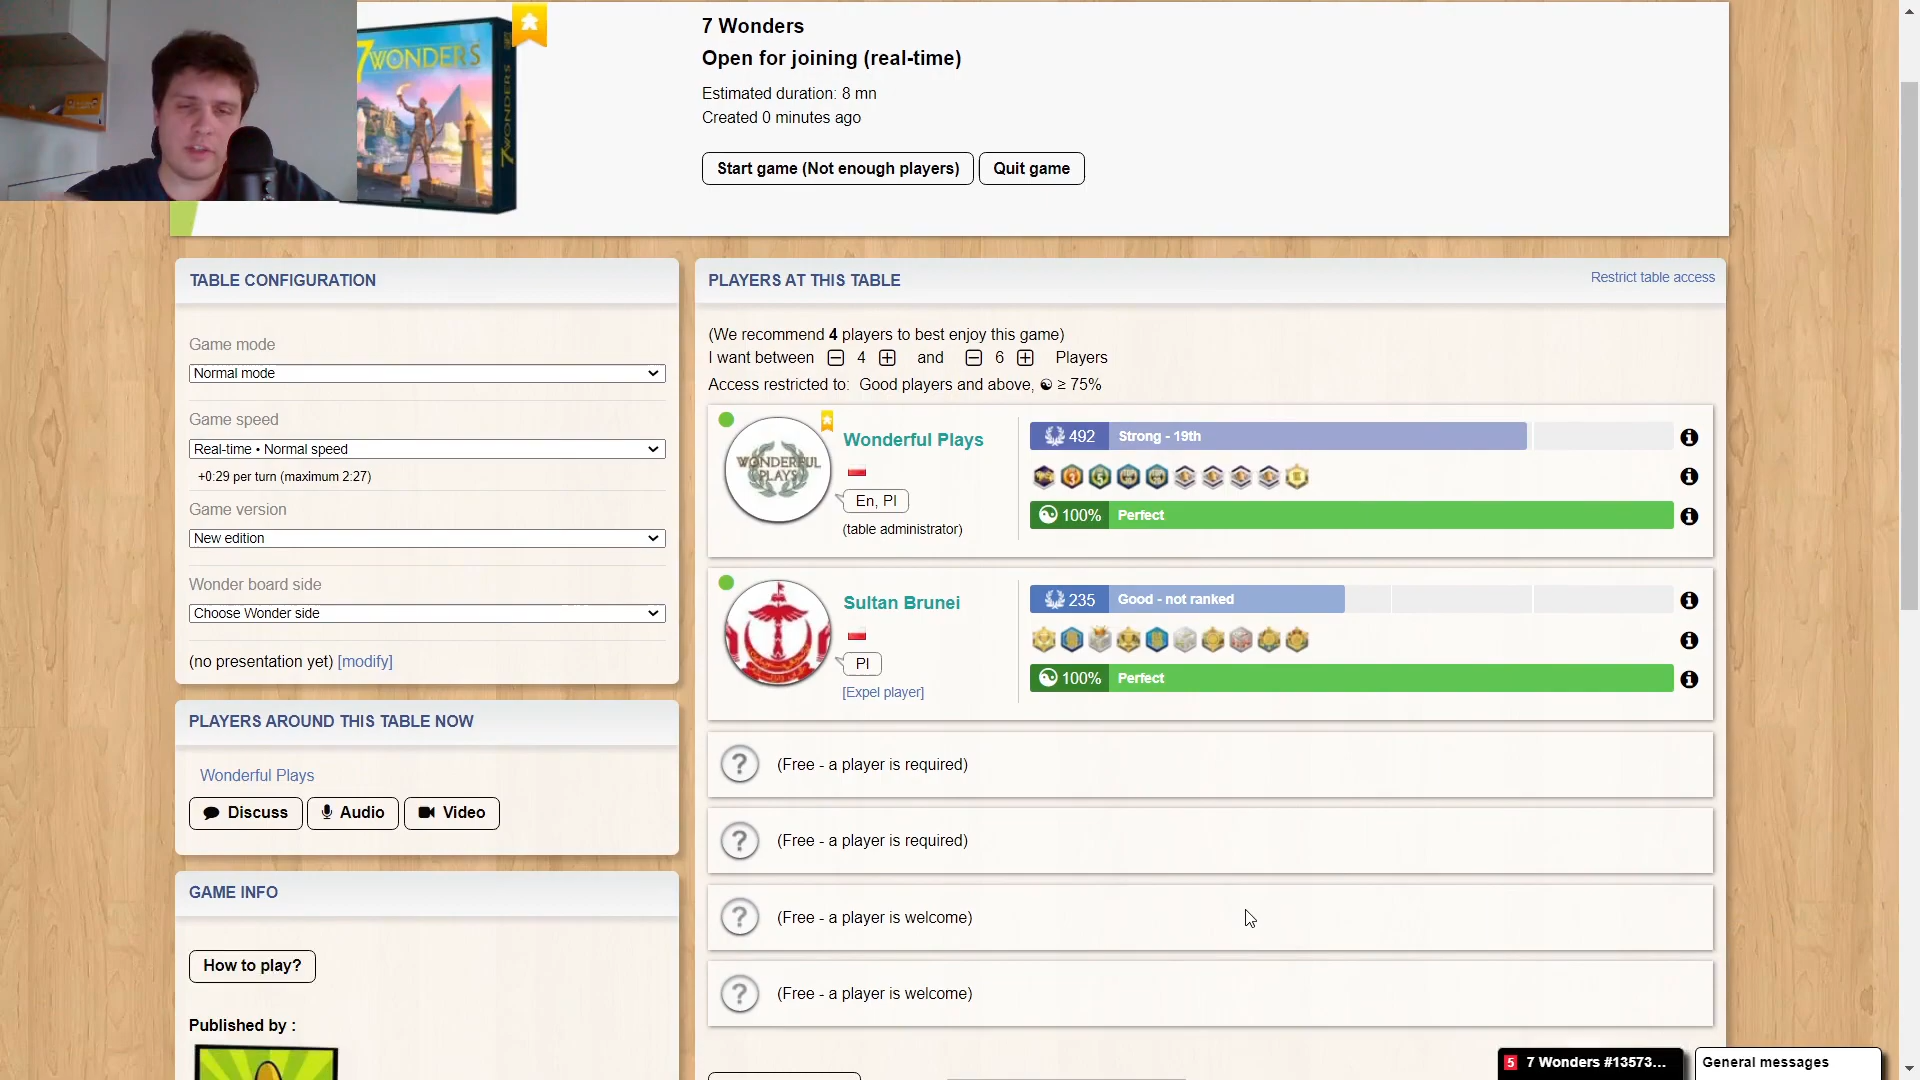 7 Wonders
Open for joining (real-time)
Estimated duration: 8 mn
Created 0 minutes ago
Start game (Not enough players)
Quit game
7WONDERS
7WONDERS
TABLE CONFIGURATION
Game mode
Normal mode
Game speed
Real-time • Normal speed
+0:29 per turn (maximum 2:27)
Game version
New edition
Wonder board side
Choose Wonder side
(no presentation yet) [modify]
PLAYERS AROUND THIS TABLE NOW
Wonderful Plays
Discuss
Audio
Video
GAME INFO
How to play?
Published by :
PLAYERS AT THIS TABLE
Restrict table access
(We recommend 4 players to best enjoy this game)
I want between 4 and 6 Players
Access restricted to: Good players and above, ☯ ≥ 75%
WONDERFUL
PLAYS
Wonderful Plays
En, Pl
(table administrator)
492 Strong - 19th
100% Perfect
Sultan Brunei
Pl
[Expel player]
235 Good - not ranked
100% Perfect
? (Free - a player is required)
? (Free - a player is required)
? (Free - a player is welcome)
? (Free - a player is welcome)
5 7 Wonders #13573...
General messages